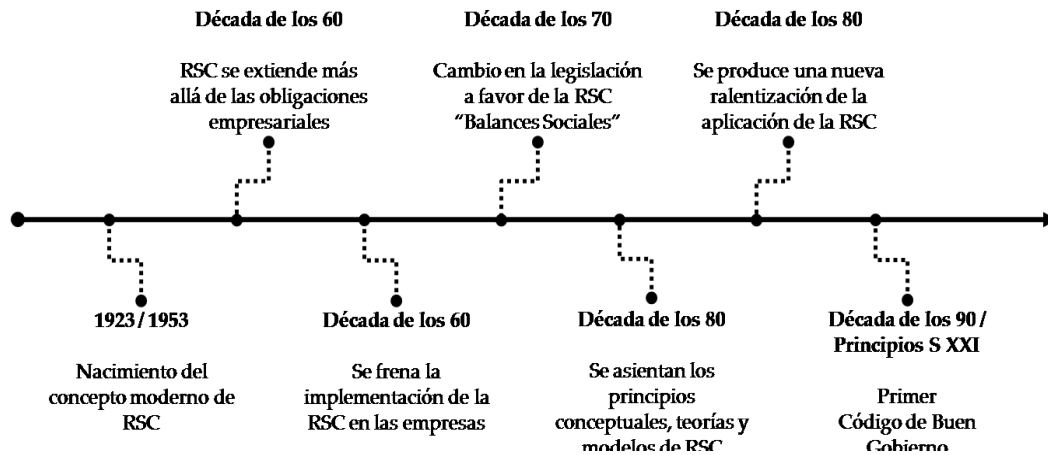 Década de los 60
RSC se extiende más
allá de las obligaciones
empresariales
Década de los 70
Cambio en la legislación
a favor de la RSC
“Balances Sociales”
Década de los 80
Se produce una nueva
ralentización de la
aplicación de la RSC
1923 / 1953
Nacimiento del
concepto moderno de
RSC
Década de los 60
Se frena la
implementación de la
RSC en las empresas
Década de los 80
Se asientan los
principios
conceptuales, teorías y
modelos de RSC
Década de los 90 /
Principios S XXI
Primer
Código de Buen
Gobierno